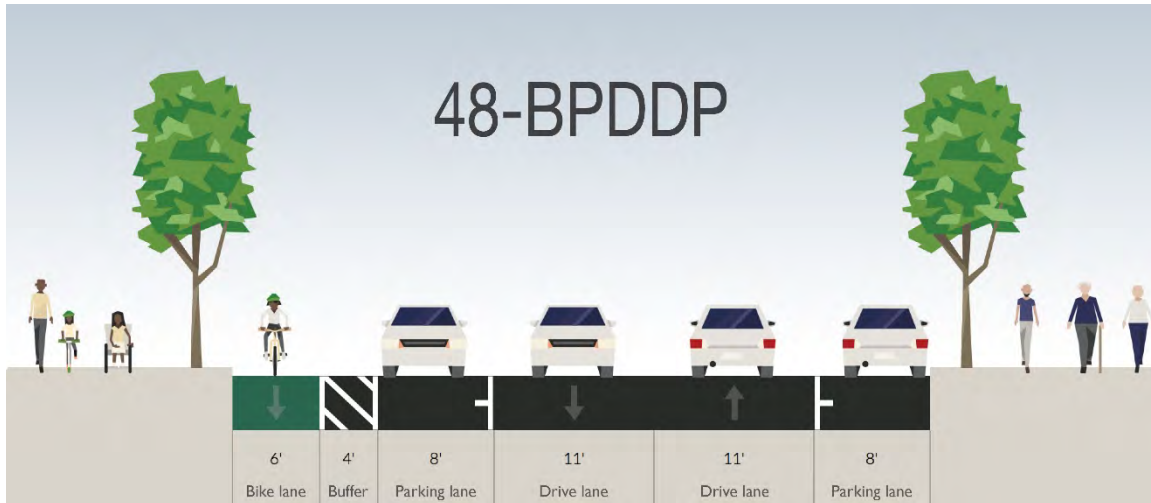 48-BPDDP
6' 4' 8' 11' 11' 8'
Bike lane Buffer Parking lane Drive lane Drive lane Parking lane